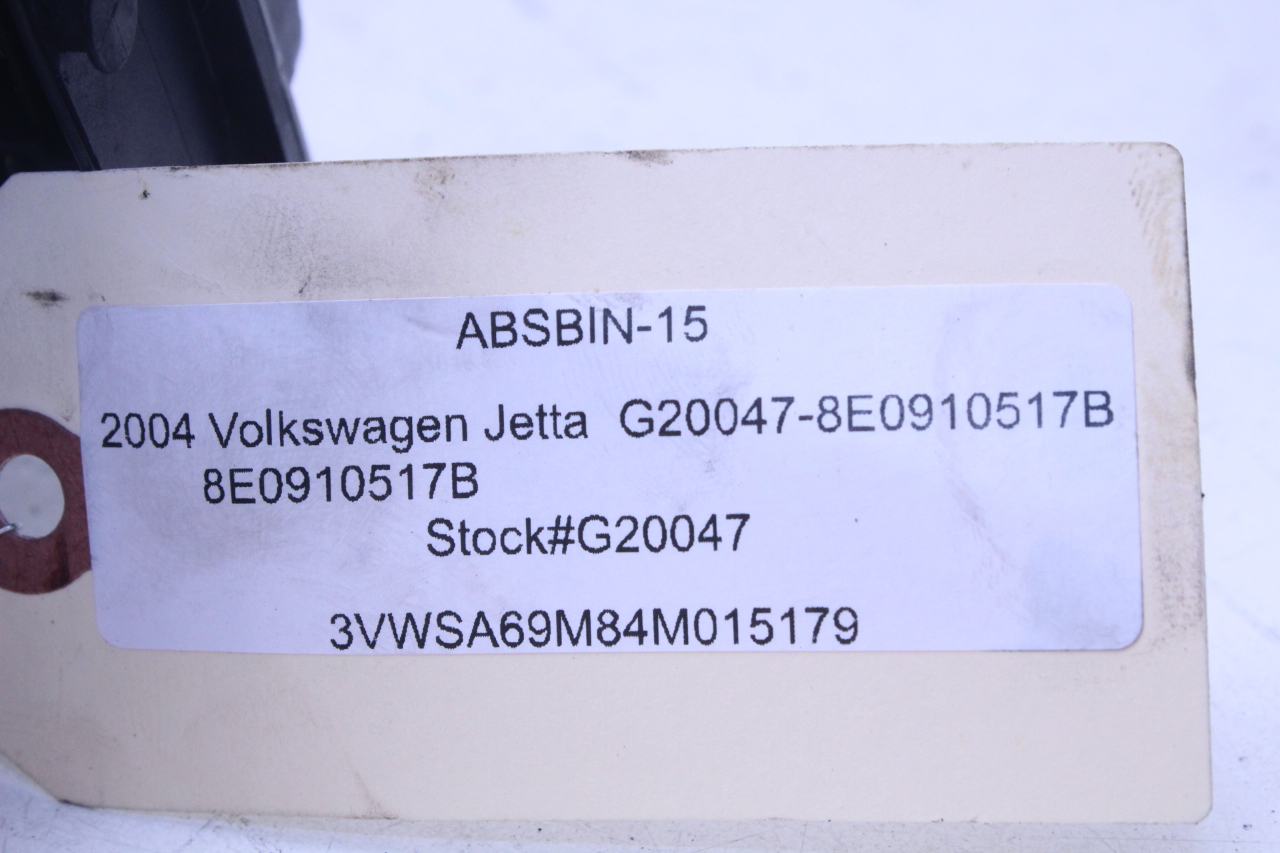 ABSBIN-15
2004 Volkswagen Jetta G20047-8E0910517B
8E0910517B
Stock#G20047
3VWSA69M84M015179